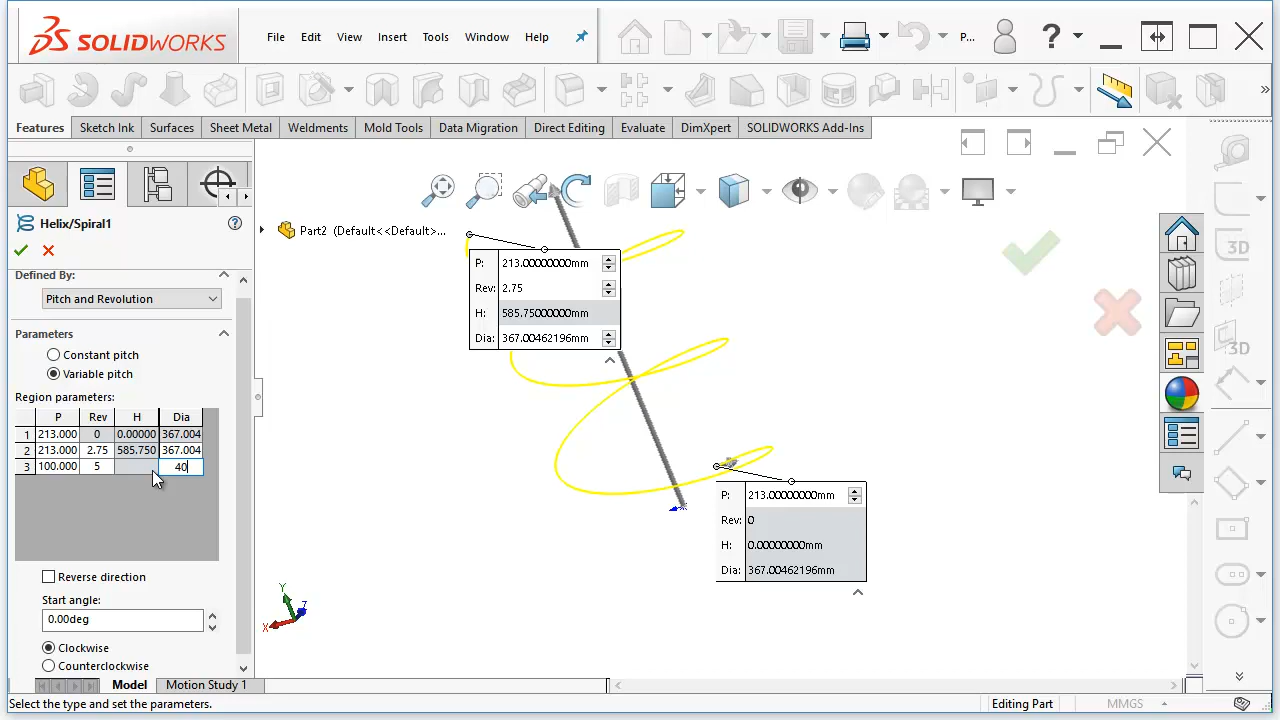 SOLIDWORKS
File Edit View Insert Tools Window Help
P... ?
Features Sketch Ink Surfaces Sheet Metal Weldments Mold Tools Data Migration Direct Editing Evaluate DimXpert SOLIDWORKS Add-Ins
Helix/Spiral1
Part2 (Default<<Default>...
Defined By:
Pitch and Revolution
Parameters
Constant pitch
Variable pitch
Region parameters:
P Rev H Dia
1 213.000 0 0.00000 367.004
2 213.000 2.75 585.750 367.004
3 100.000 5 40
Reverse direction
Start angle:
0.00deg
Clockwise
Counterclockwise
P: 213.00000000mm
Rev: 2.75
H: 585.75000000mm
Dia: 367.00462196mm
P: 213.00000000mm
Rev: 0
H: 0.00000000mm
Dia: 367.00462196mm
Y
Z
X
3D
3D
Model Motion Study 1
Select the type and set the parameters.
Editing Part
MMGS